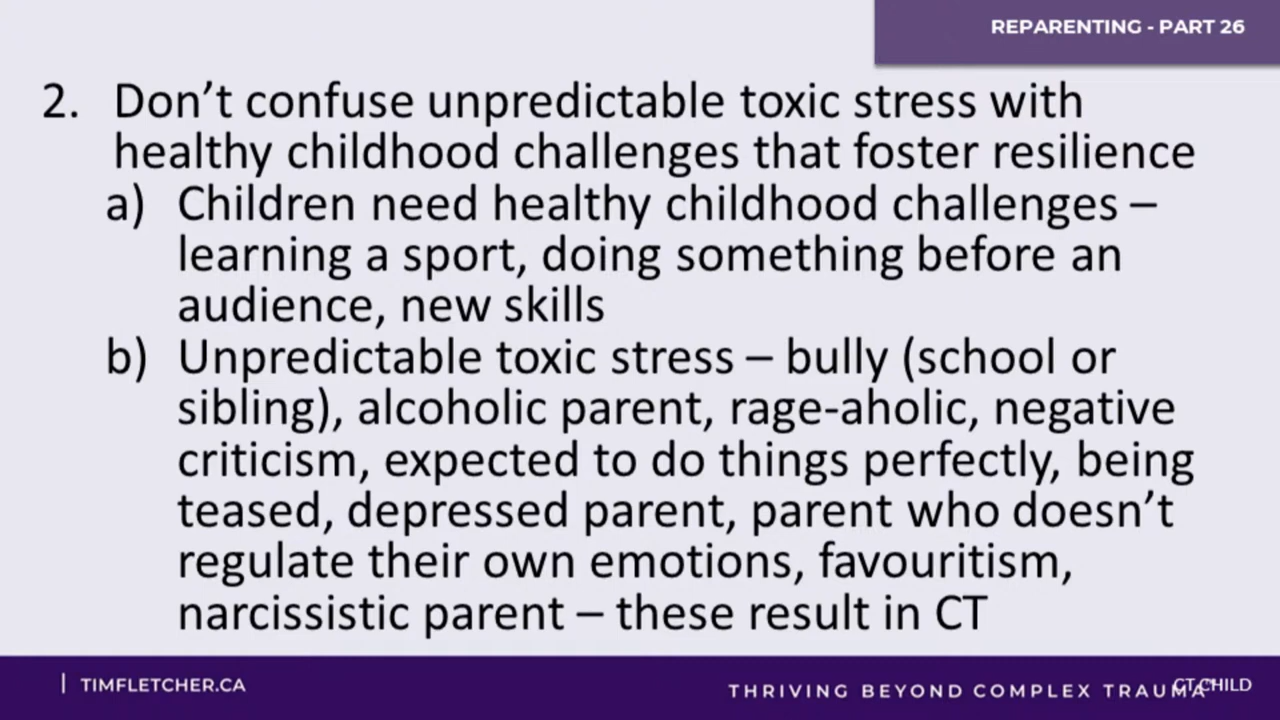 REPARENTING - PART 26
2. Don’t confuse unpredictable toxic stress with
healthy childhood challenges that foster resilience
a) Children need healthy childhood challenges –
learning a sport, doing something before an
audience, new skills
b) Unpredictable toxic stress – bully (school or
sibling), alcoholic parent, rage-aholic, negative
criticism, expected to do things perfectly, being
teased, depressed parent, parent who doesn’t
regulate their own emotions, favouritism,
narcissistic parent – these result in CT
| TIMFLETCHER.CA
THRIVING BEYOND COMPLEX TRAUMA
CT CHILD